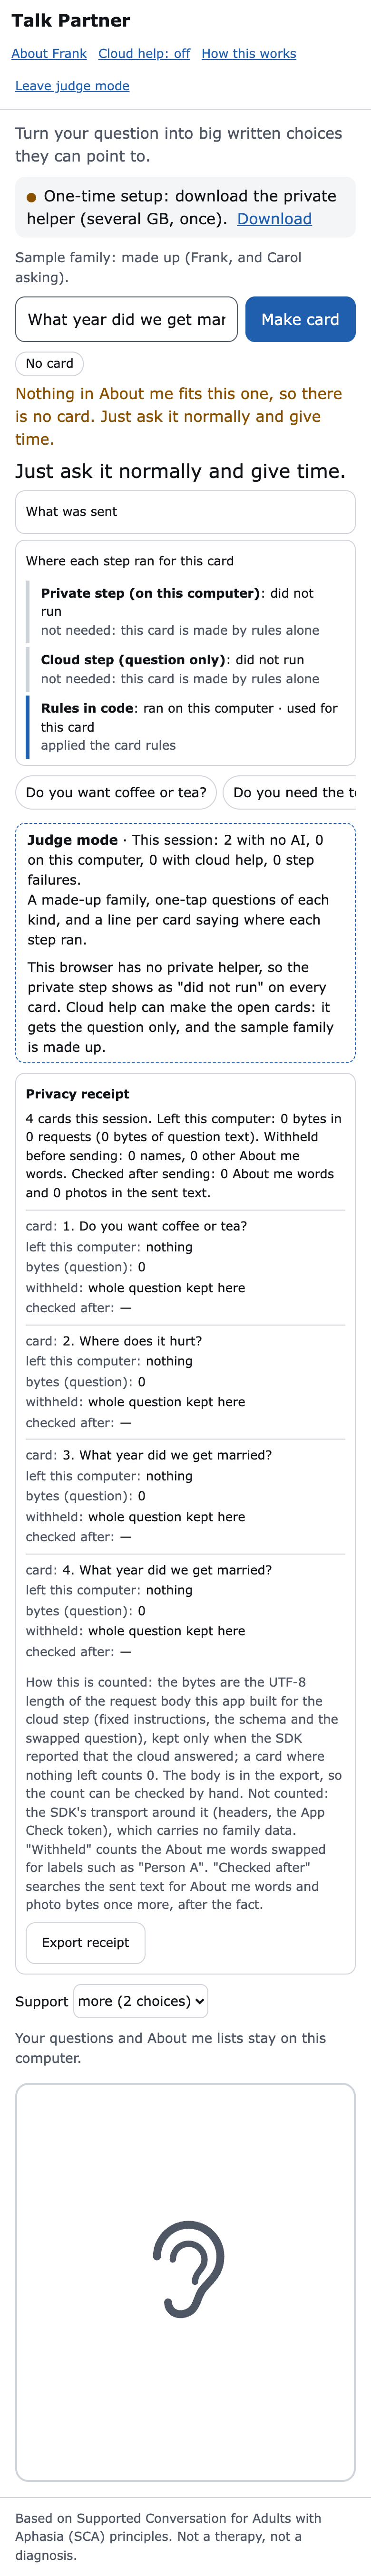 Talk Partner
About Frank Cloud help: off How this works
Leave judge mode
Turn your question into big written choices
they can point to.
One-time setup: download the private
helper (several GB, once). Download
Sample family: made up (Frank, and Carol
asking).
What year did we get mar
Make card
No card
Nothing in About me fits this one, so there
is no card. Just ask it normally and give
time.
Just ask it normally and give time.
What was sent
Where each step ran for this card
Private step (on this computer): did not
run
not needed: this card is made by rules alone
Cloud step (question only): did not run
not needed: this card is made by rules alone
Rules in code: ran on this computer · used for
this card
applied the card rules
Do you want coffee or tea?
Do you need the t
Judge mode · This session: 2 with no AI, 0
on this computer, 0 with cloud help, 0 step
failures.
A made-up family, one-tap questions of each
kind, and a line per card saying where each
step ran.
This browser has no private helper, so the
private step shows as "did not run" on every
card. Cloud help can make the open cards: it
gets the question only, and the sample family
is made up.
Privacy receipt
4 cards this session. Left this computer: 0 bytes in
0 requests (0 bytes of question text). Withheld
before sending: 0 names, 0 other About me
words. Checked after sending: 0 About me words
and 0 photos in the sent text.
card: 1. Do you want coffee or tea?
left this computer: nothing
bytes (question): 0
withheld: whole question kept here
checked after: —
card: 2. Where does it hurt?
left this computer: nothing
bytes (question): 0
withheld: whole question kept here
checked after: —
card: 3. What year did we get married?
left this computer: nothing
bytes (question): 0
withheld: whole question kept here
checked after: —
card: 4. What year did we get married?
left this computer: nothing
bytes (question): 0
withheld: whole question kept here
checked after: —
How this is counted: the bytes are the UTF-8
length of the request body this app built for the
cloud step (fixed instructions, the schema and the
swapped question), kept only when the SDK
reported that the cloud answered; a card where
nothing left counts 0. The body is in the export, so
the count can be checked by hand. Not counted:
the SDK's transport around it (headers, the App
Check token), which carries no family data.
"Withheld" counts the About me words swapped
for labels such as "Person A". "Checked after"
searches the sent text for About me words and
photo bytes once more, after the fact.
Export receipt
Support more (2 choices)
Your questions and About me lists stay on this
computer.
Based on Supported Conversation for Adults with
Aphasia (SCA) principles. Not a therapy, not a
diagnosis.